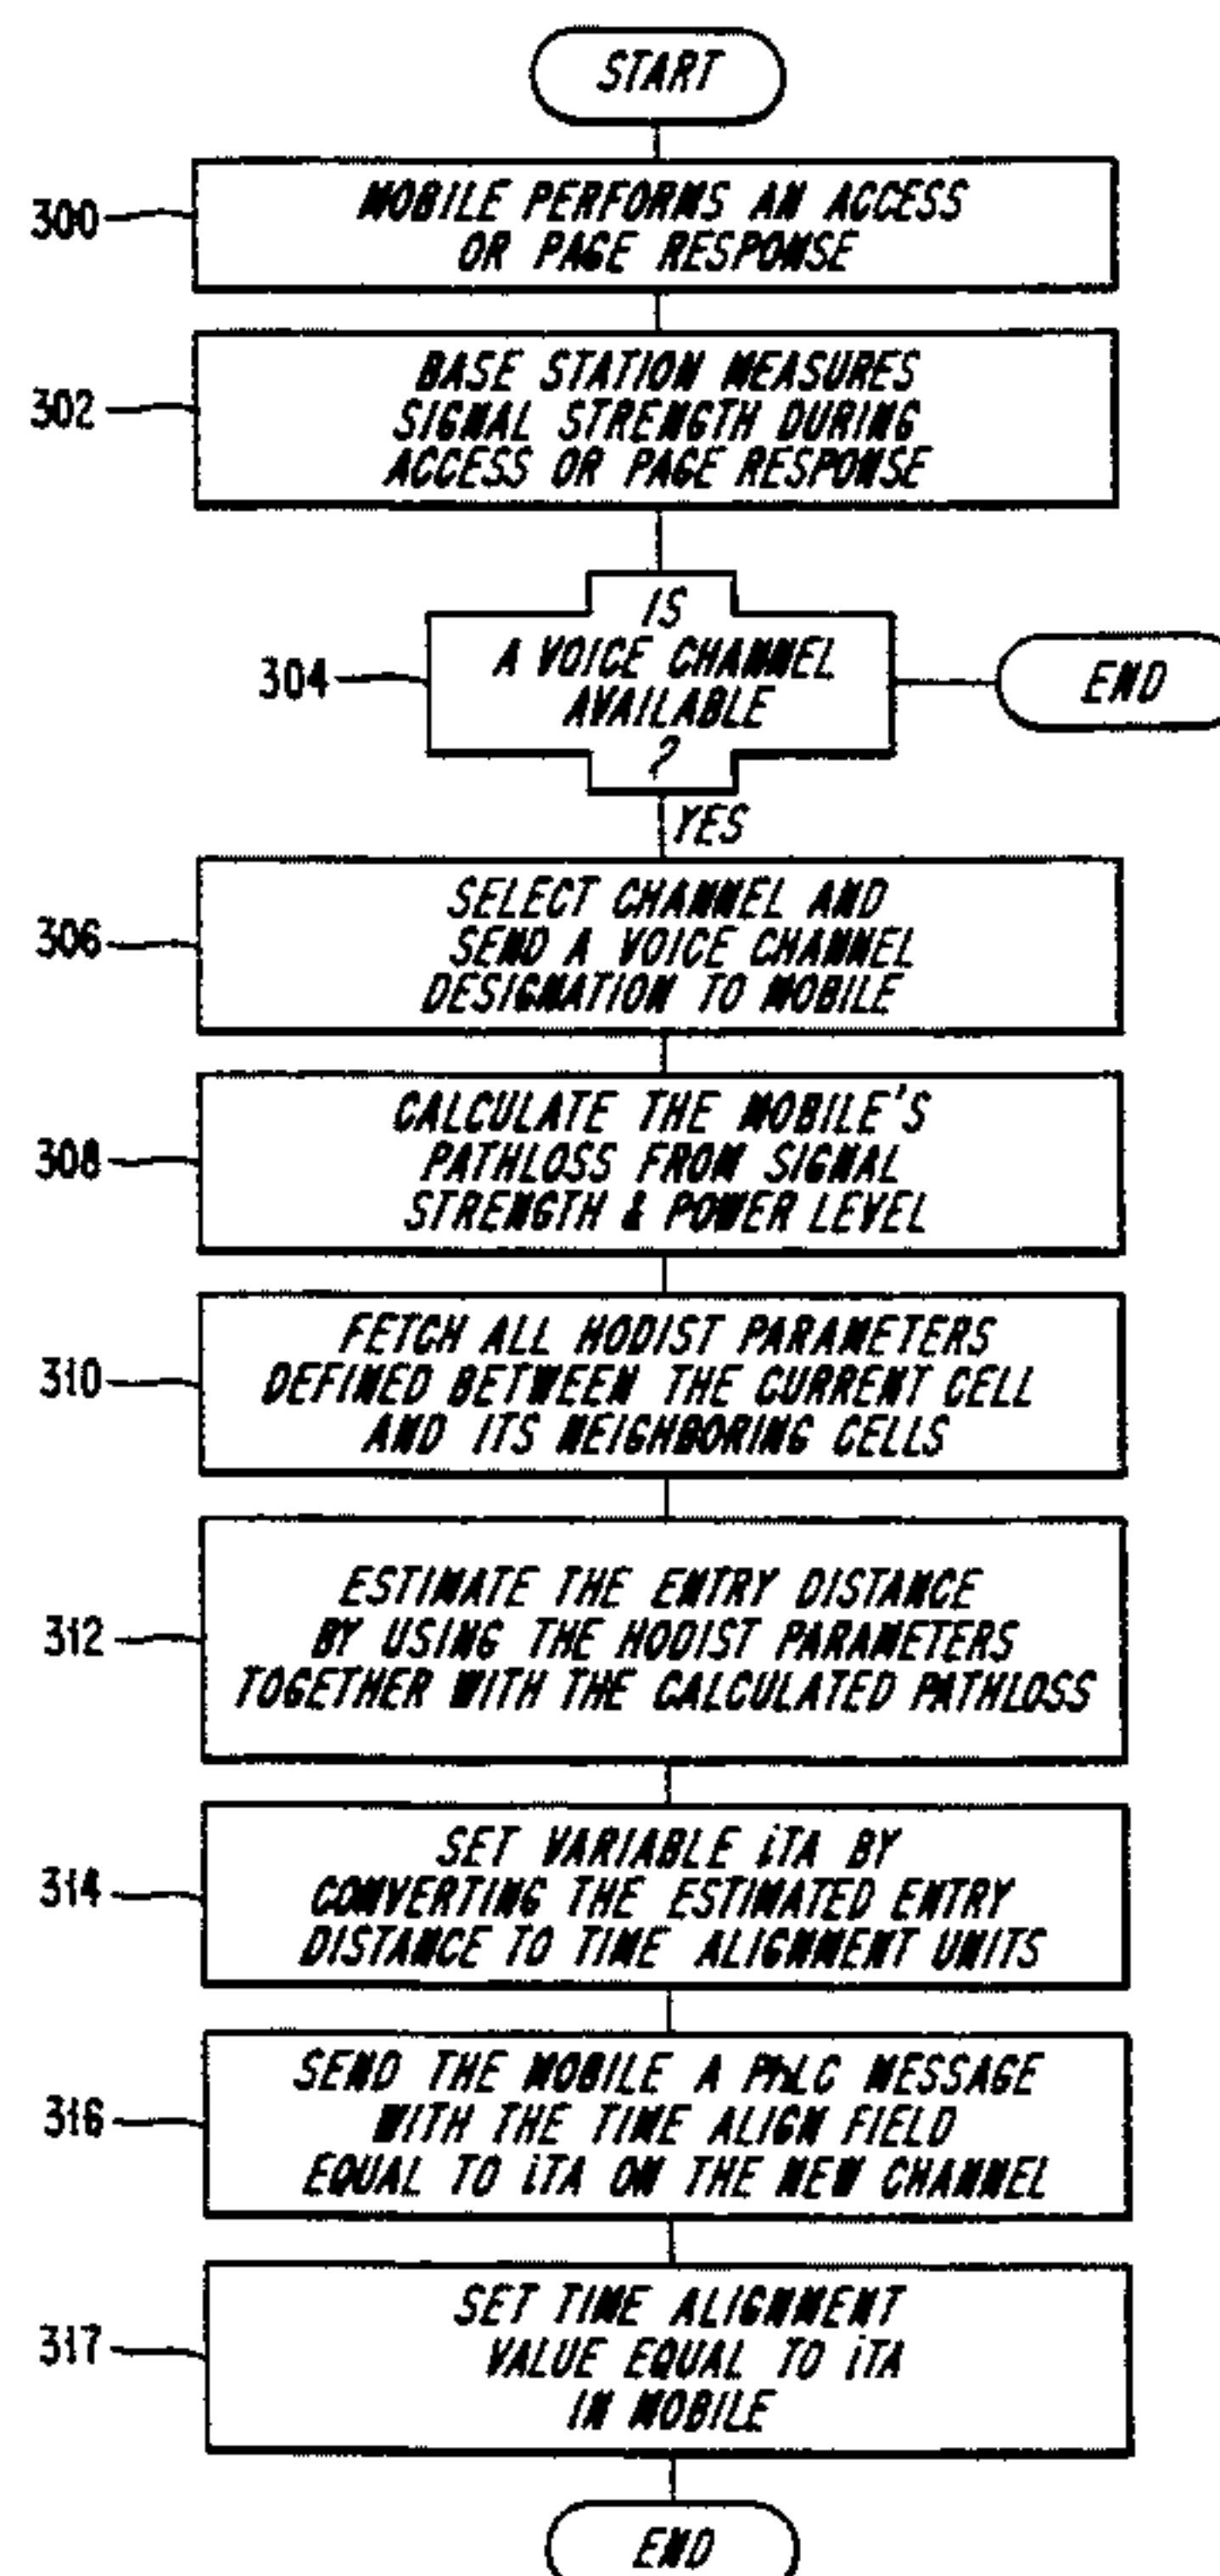 START
300
MOBILE PERFORMS AN ACCESS
OR PAGE RESPONSE
302
BASE STATION MEASURES
SIGNAL STRENGTH DURING
ACCESS OR PAGE RESPONSE
304
IS
A VOICE CHANNEL
AVAILABLE
?
END
YES
306
SELECT CHANNEL AND
SEND A VOICE CHANNEL
DESIGNATION TO MOBILE
308
CALCULATE THE MOBILE'S
PATHLOSS FROM SIGNAL
STRENGTH & POWER LEVEL
310
FETCH ALL HODIST PARAMETERS
DEFINED BETWEEN THE CURRENT CELL
AND ITS NEIGHBORING CELLS
312
ESTIMATE THE ENTRY DISTANCE
BY USING THE HODIST PARAMETERS
TOGETHER WITH THE CALCULATED PATHLOSS
314
SET VARIABLE iTA BY
CONVERTING THE ESTIMATED ENTRY
DISTANCE TO TIME ALIGNMENT UNITS
316
SEND THE MOBILE A PhLC MESSAGE
WITH THE TIME ALIGN FIELD
EQUAL TO iTA ON THE NEW CHANNEL
317
SET TIME ALIGNMENT
VALUE EQUAL TO iTA
IN MOBILE
END